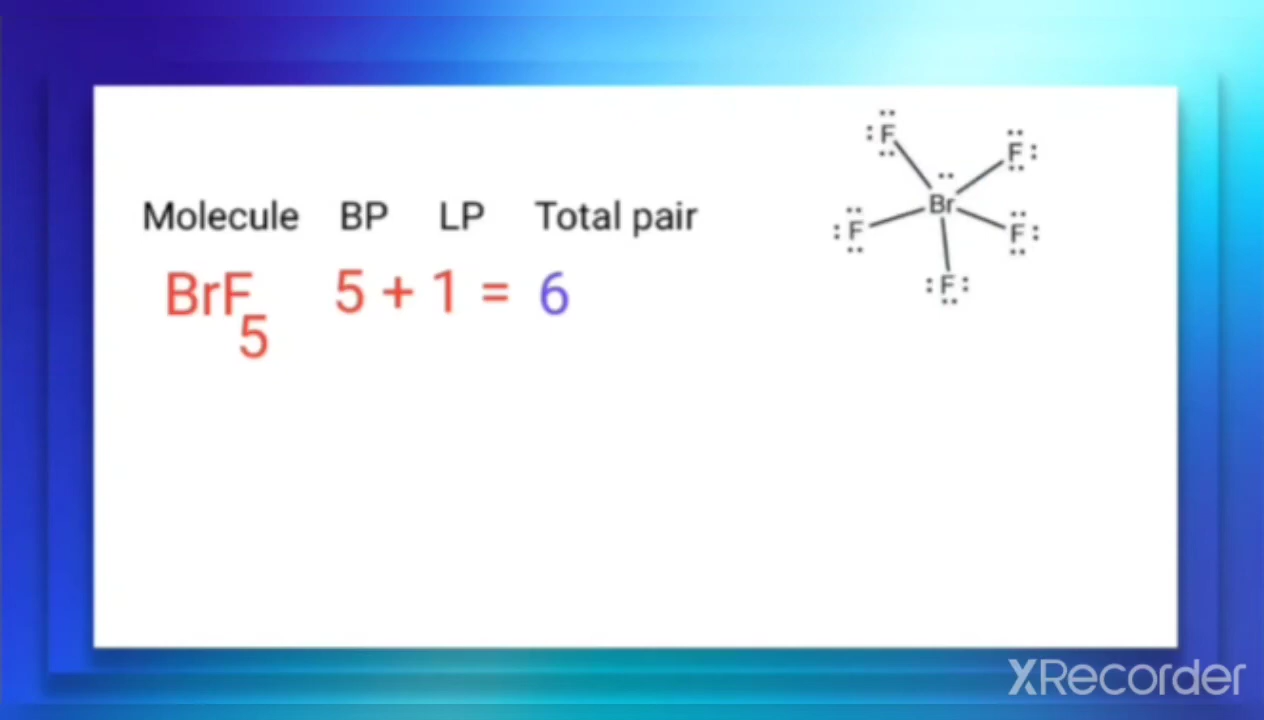 Molecule BP LP Total pair
BrF5 5 + 1 = 6
F
F
Br
F
F
F
XRecorder